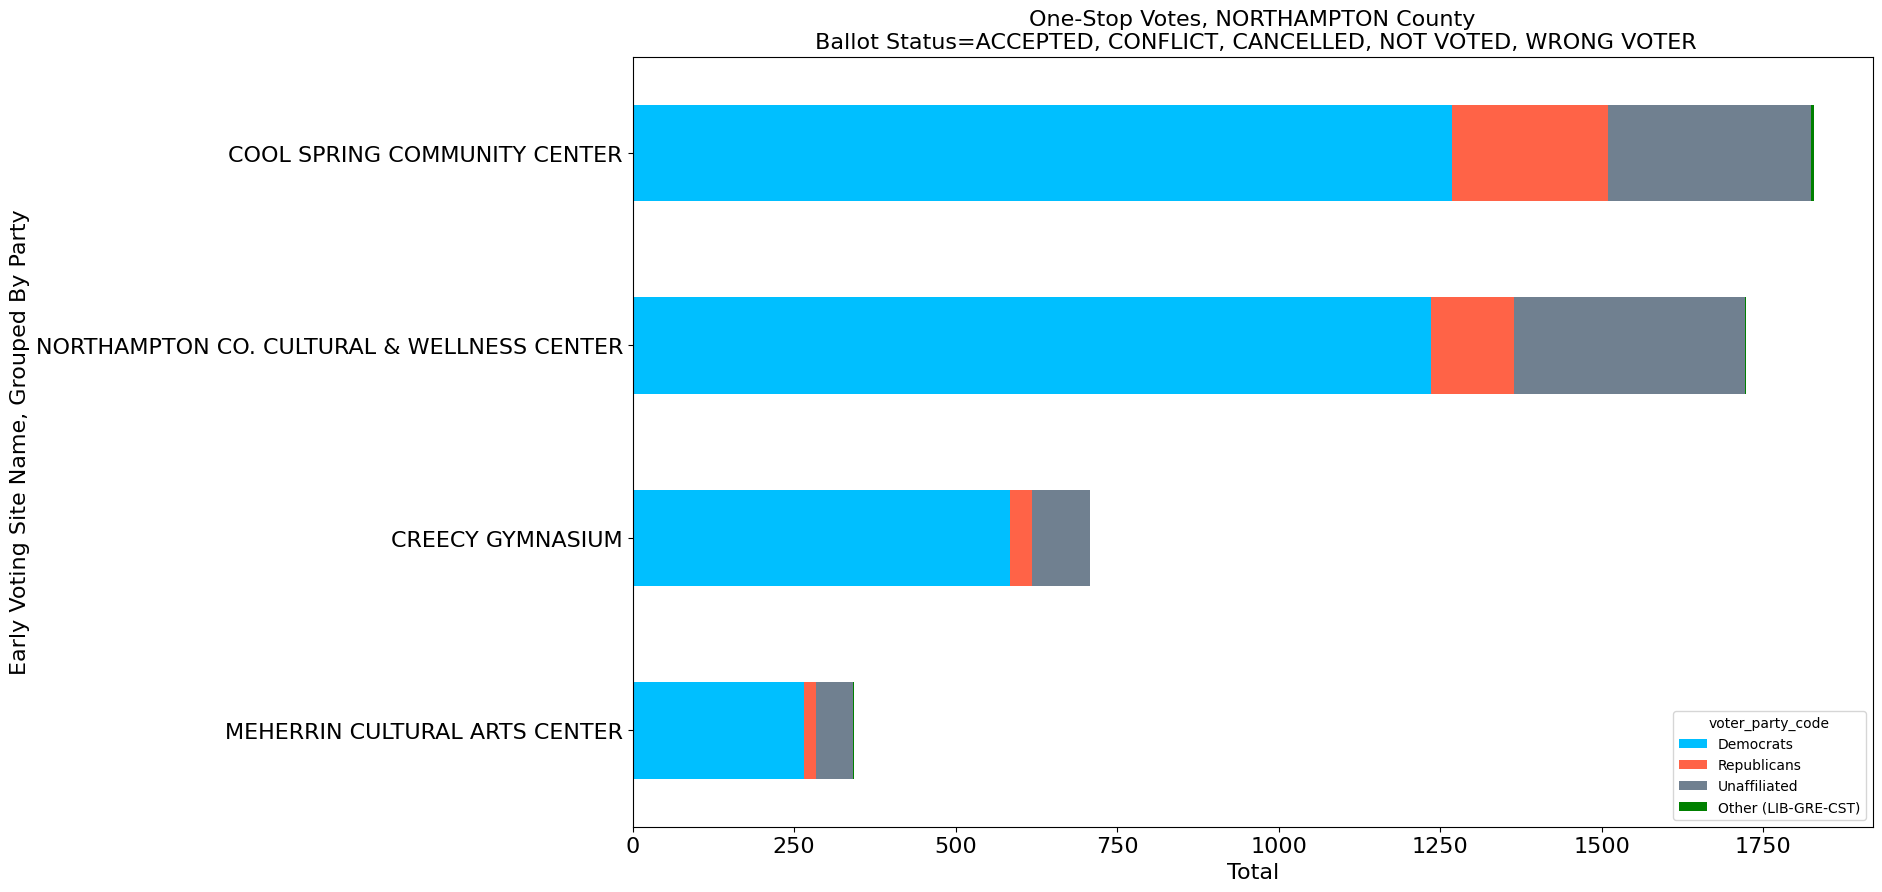 One-Stop Votes, NORTHAMPTON County
Ballot Status=ACCEPTED, CONFLICT, CANCELLED, NOT VOTED, WRONG VOTER
Early Voting Site Name, Grouped By Party
COOL SPRING COMMUNITY CENTER
NORTHAMPTON CO. CULTURAL & WELLNESS CENTER
CREECY GYMNASIUM
MEHERRIN CULTURAL ARTS CENTER
voter_party_code
Democrats
Republicans
Unaffiliated
Other (LIB-GRE-CST)
0 250 500 750 1000 1250 1500 1750
Total